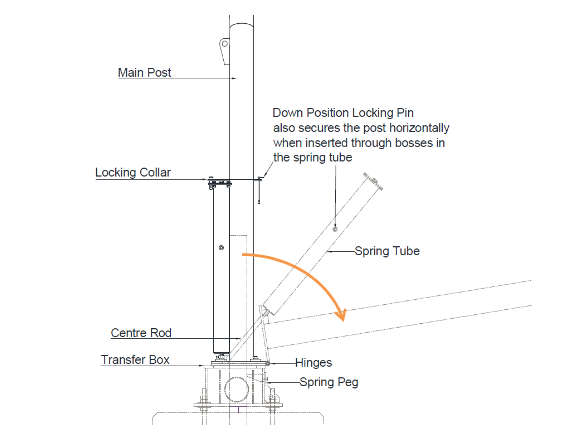 Main Post
Down Position Locking Pin
also secures the post horizontally
when inserted through bosses in
the spring tube
Locking Collar
Spring Tube
Centre Rod
Transfer Box
Hinges
Spring Peg